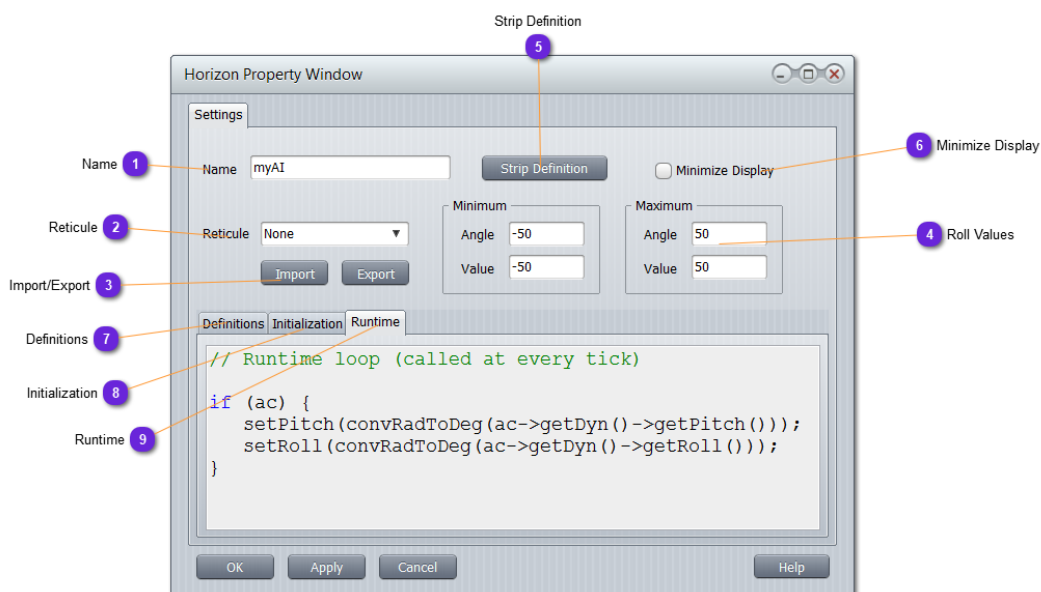 Strip Definition
5
Horizon Property Window
Settings
Name 1
Name myAI
Strip Definition
Minimize Display
6 Minimize Display
Reticule 2
Reticule None
Minimum
Angle -50
Value -50
Maximum
Angle 50
Value 50
4 Roll Values
Import/Export 3
Import Export
Definitions 7
Definitions Initialization Runtime
Initialization 8
Runtime 9
// Runtime loop (called at every tick)
if (ac) {
setPitch(convRadToDeg(ac->getDyn()->getPitch()));
setRoll(convRadToDeg(ac->getDyn()->getRoll()));
}
OK Apply Cancel Help